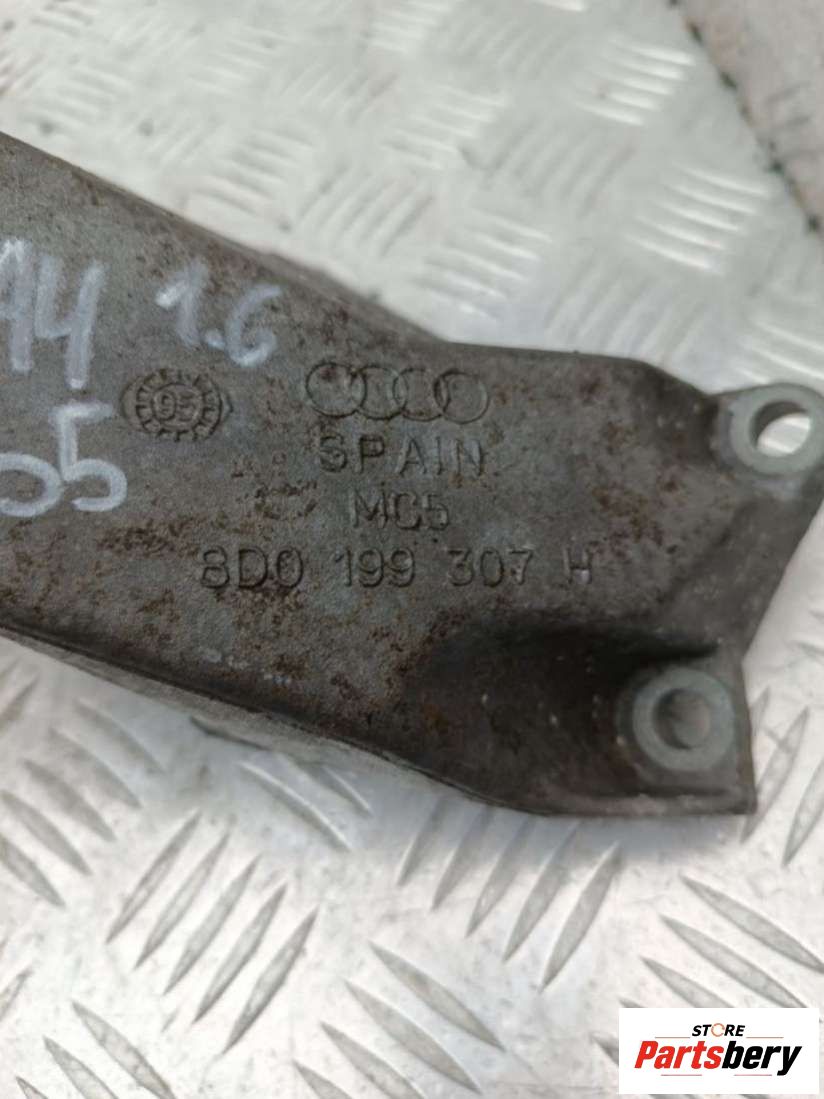 A4 1.6
95
SPAIN
MC5
8D0 199 307 H
STORE
Partsbery